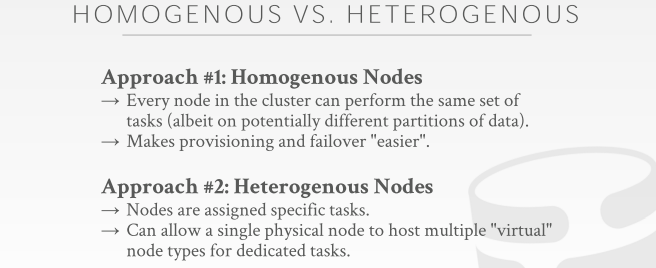 HOMOGENOUS VS. HETEROGENOUS
Approach #1: Homogenous Nodes
→ Every node in the cluster can perform the same set of
tasks (albeit on potentially different partitions of data).
→ Makes provisioning and failover "easier".
Approach #2: Heterogenous Nodes
→ Nodes are assigned specific tasks.
→ Can allow a single physical node to host multiple "virtual"
node types for dedicated tasks.